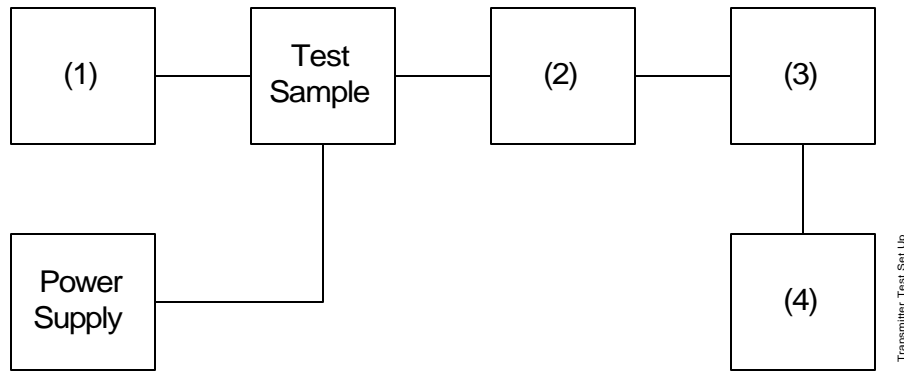 (1)
Test
Sample
(2)
(3)
Power
Supply
(4)
Transmitter Test Set Up